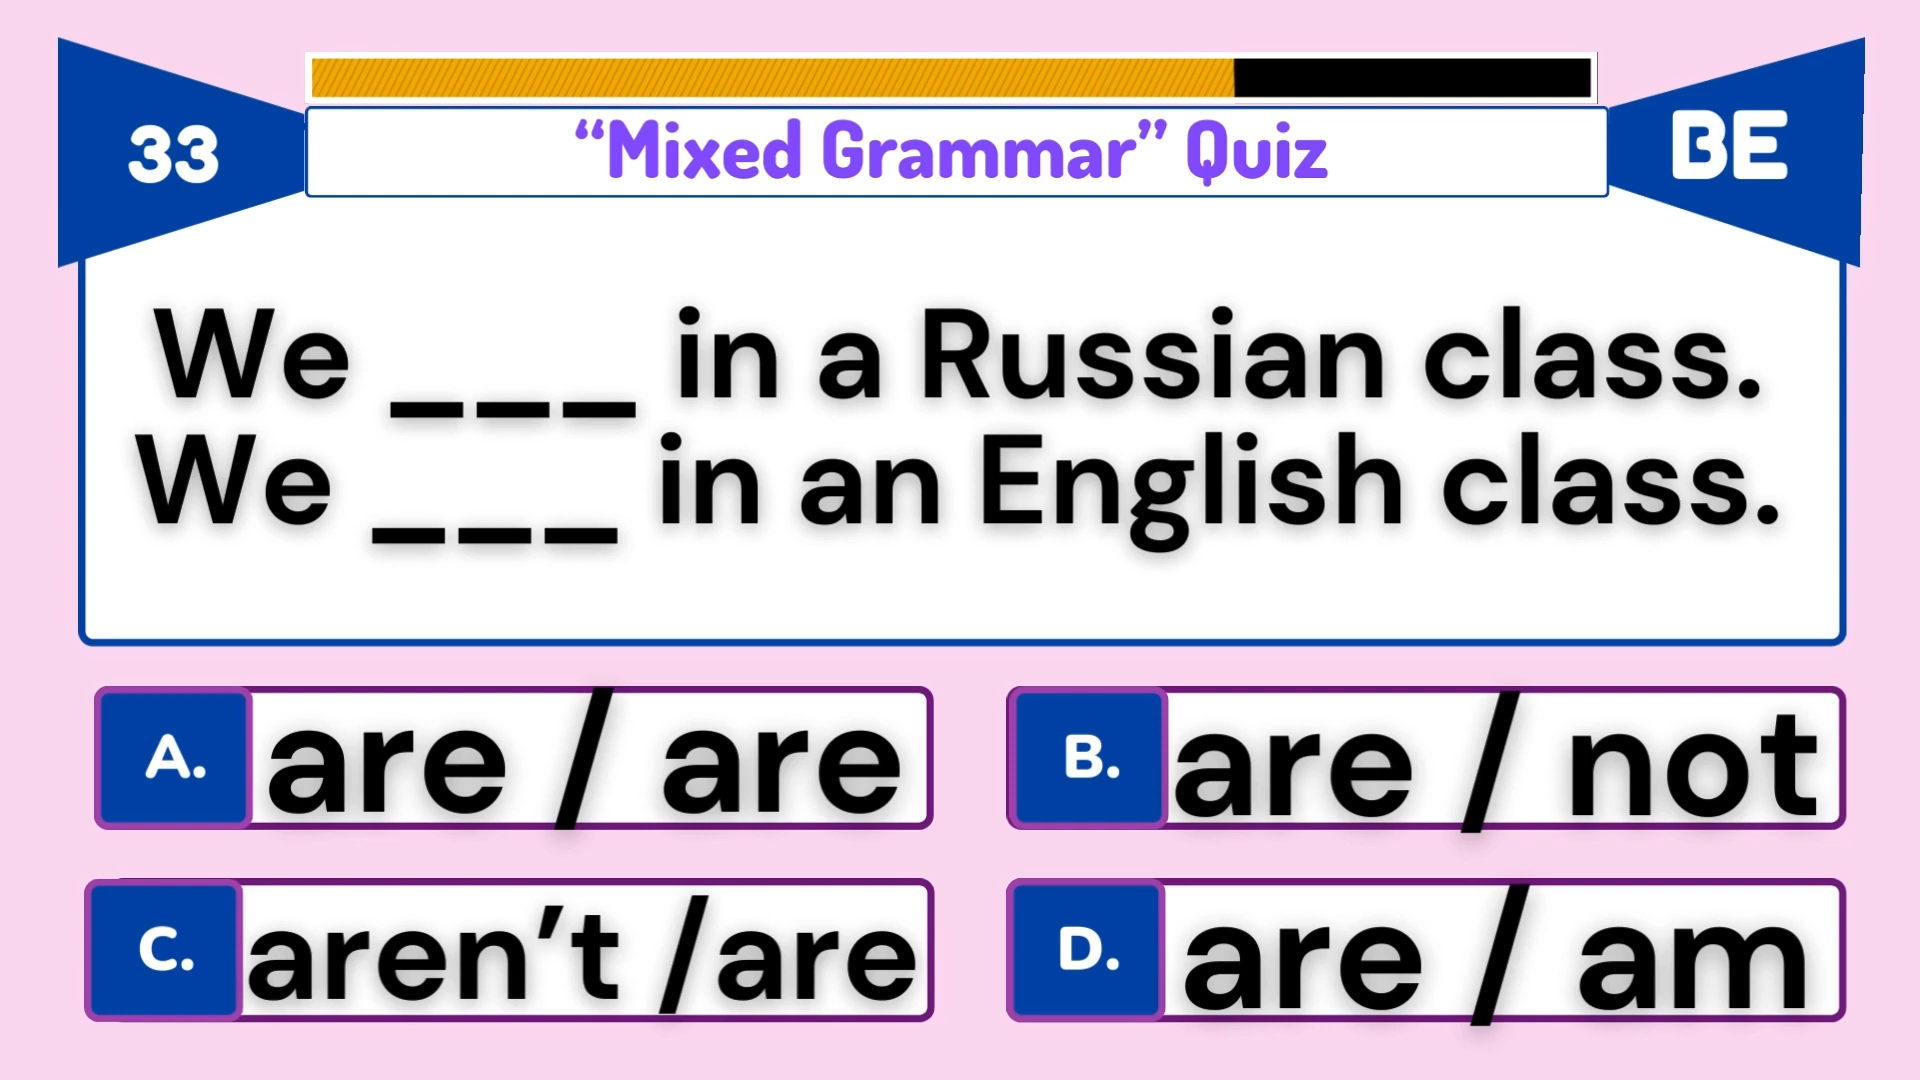 33
“Mixed Grammar” Quiz
BE
We ___ in a Russian class.
We ___ in an English class.
A. are / are
B. are / not
C. aren’t /are
D. are / am